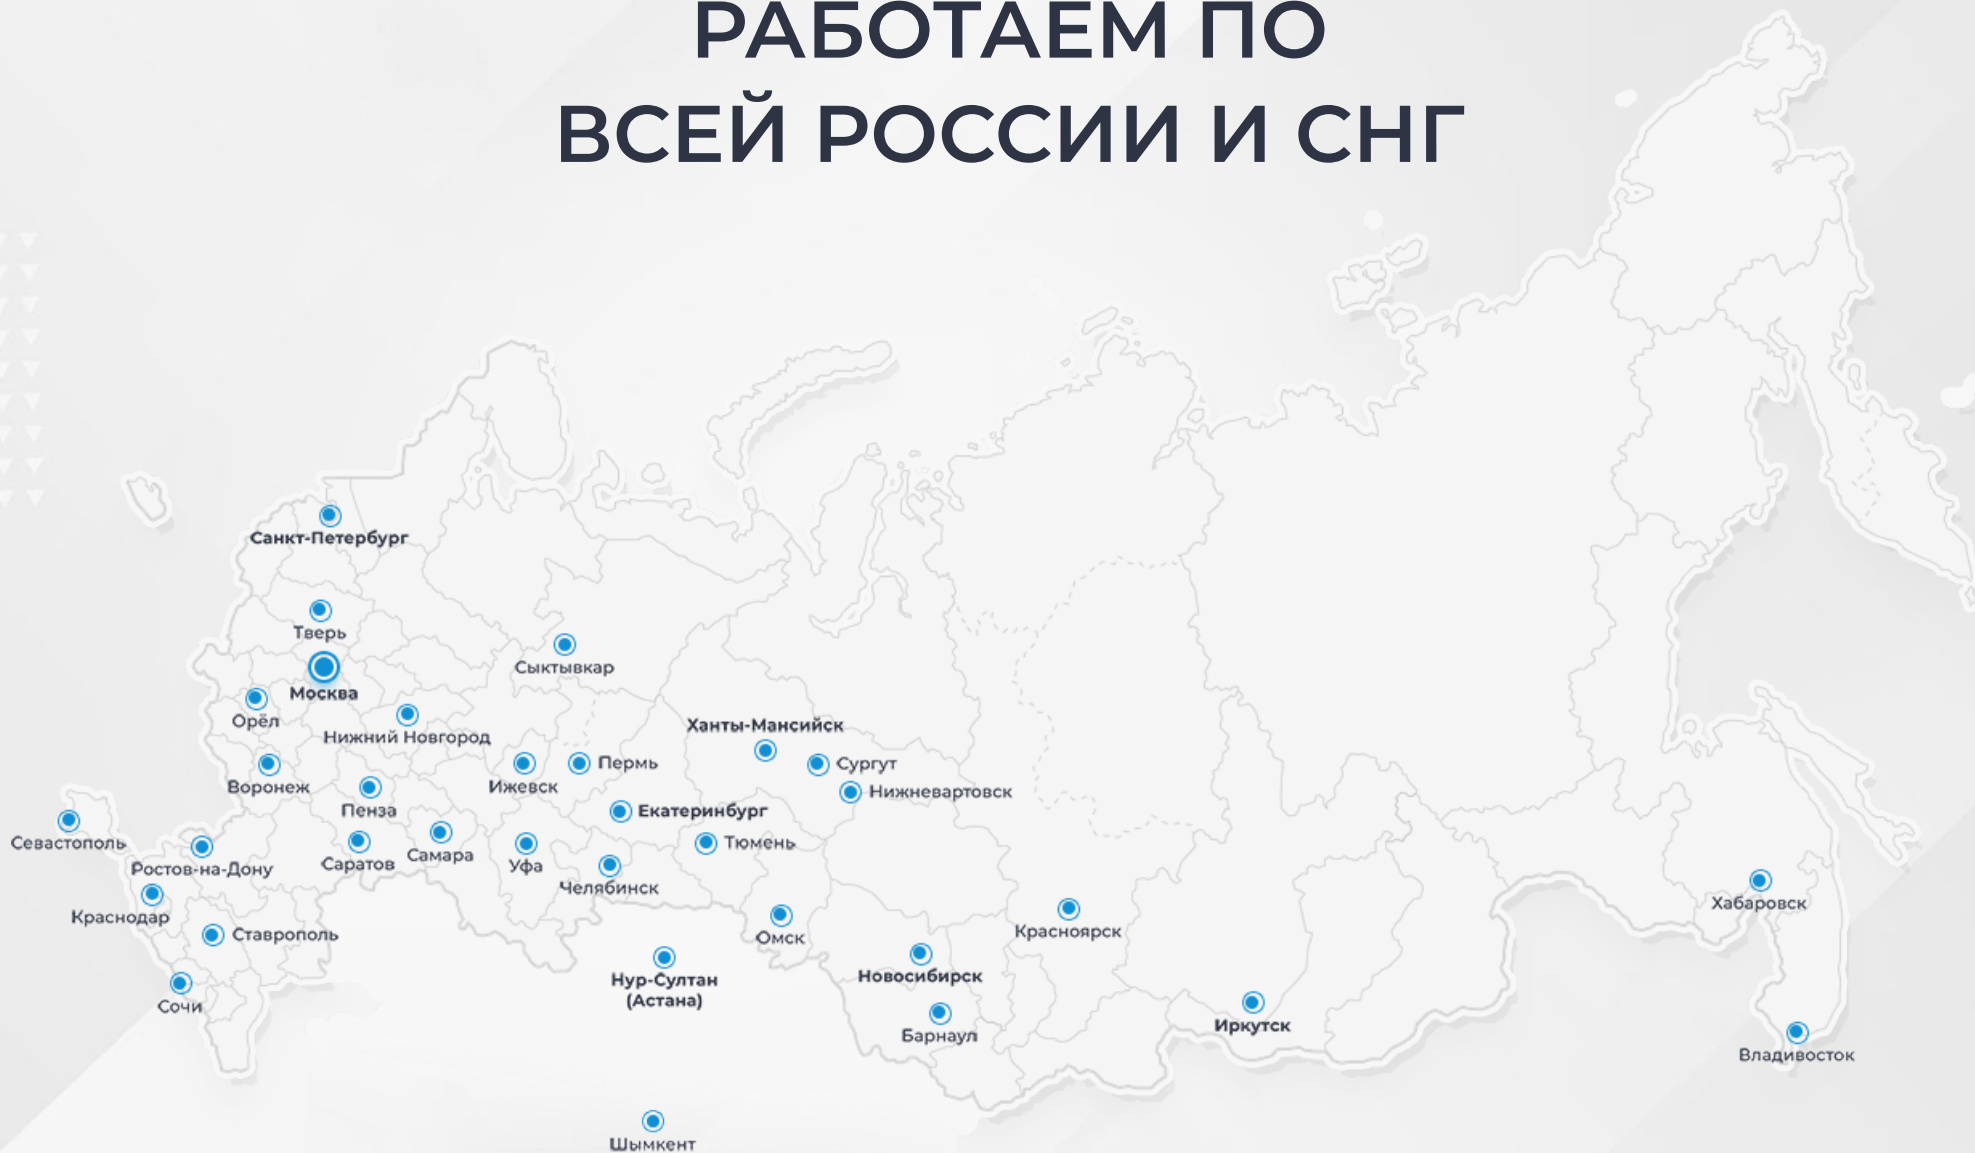 РАБОТАЕМ ПО
ВСЕЙ РОССИИ И СНГ
Санкт-Петербург
Тверь
Сыктывкар
Москва
Орёл
Ханты-Мансийск
Нижний Новгород
Пермь
Сургут
Ижевск
Воронеж
Нижневартовск
Пенза
Екатеринбург
Севастополь
Тюмень
Самара
Саратов
Уфа
Ростов-на-Дону
Челябинск
Хабаровск
Краснодар
Красноярск
Ставрополь
Омск
Новосибирск
Нур-Султан
(Астана)
Сочи
Иркутск
Барнаул
Владивосток
Шымкент